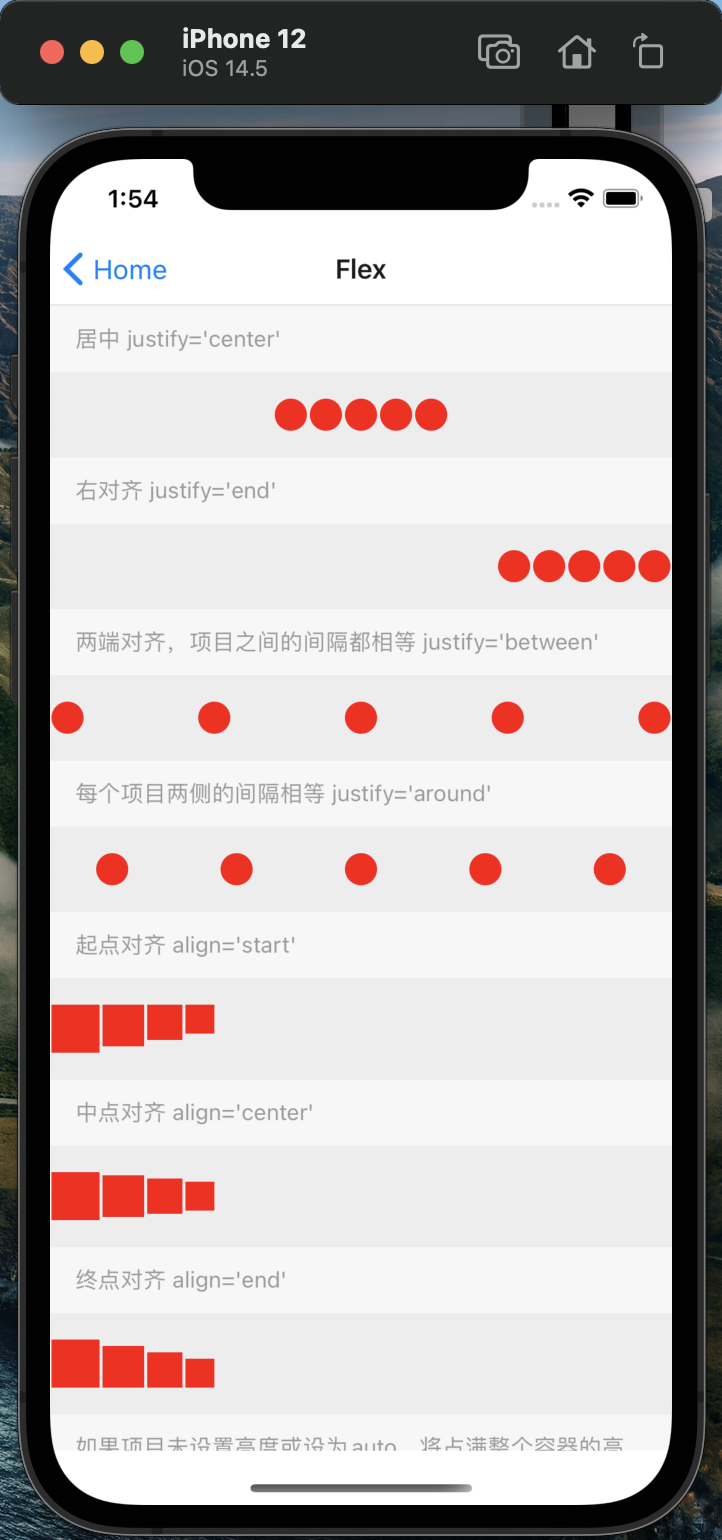 iPhone 12
iOS 14.5
1:54
Home
Flex
居中 justify='center'
右对齐 justify='end'
两端对齐，项目之间的间隔都相等 justify='between'
每个项目两侧的间隔相等 justify='around'
起点对齐 align='start'
中点对齐 align='center'
终点对齐 align='end'
如果项目未设置高度或设为auto，将占满整个容器的高